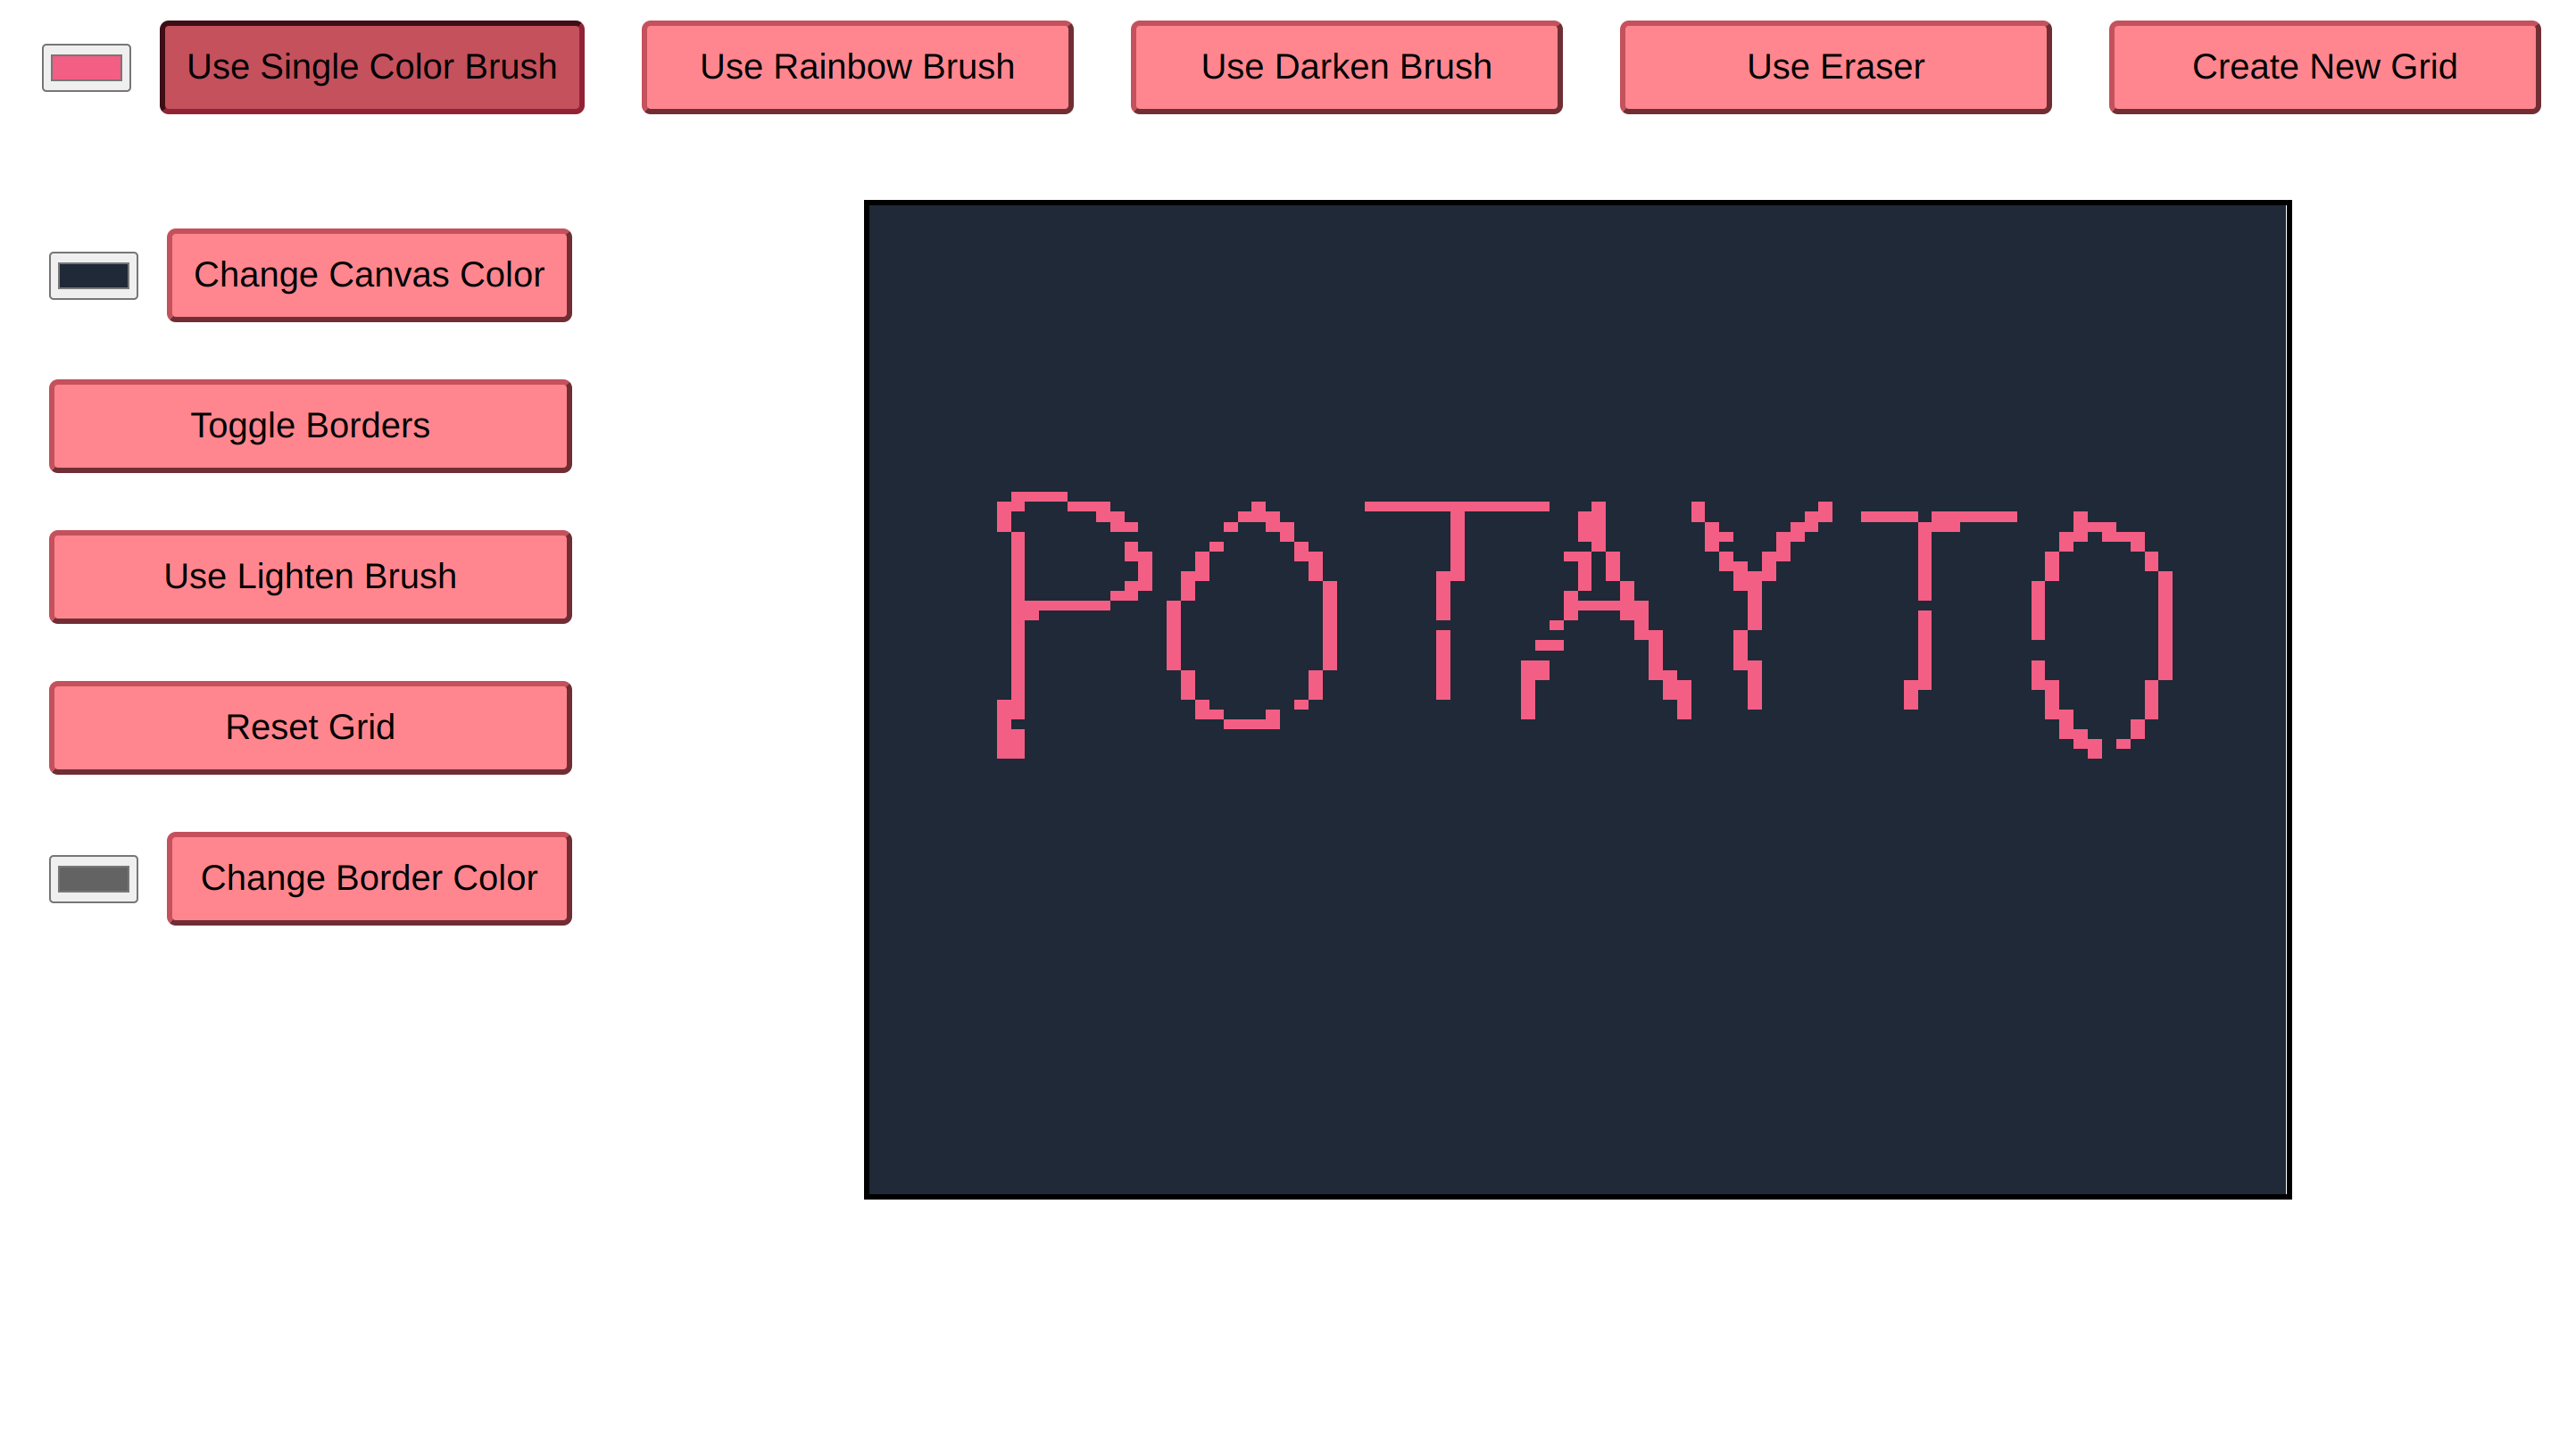 Use Single Color Brush
Use Rainbow Brush
Use Darken Brush
Use Eraser
Create New Grid
Change Canvas Color
Toggle Borders
Use Lighten Brush
Reset Grid
Change Border Color
POTAYTO